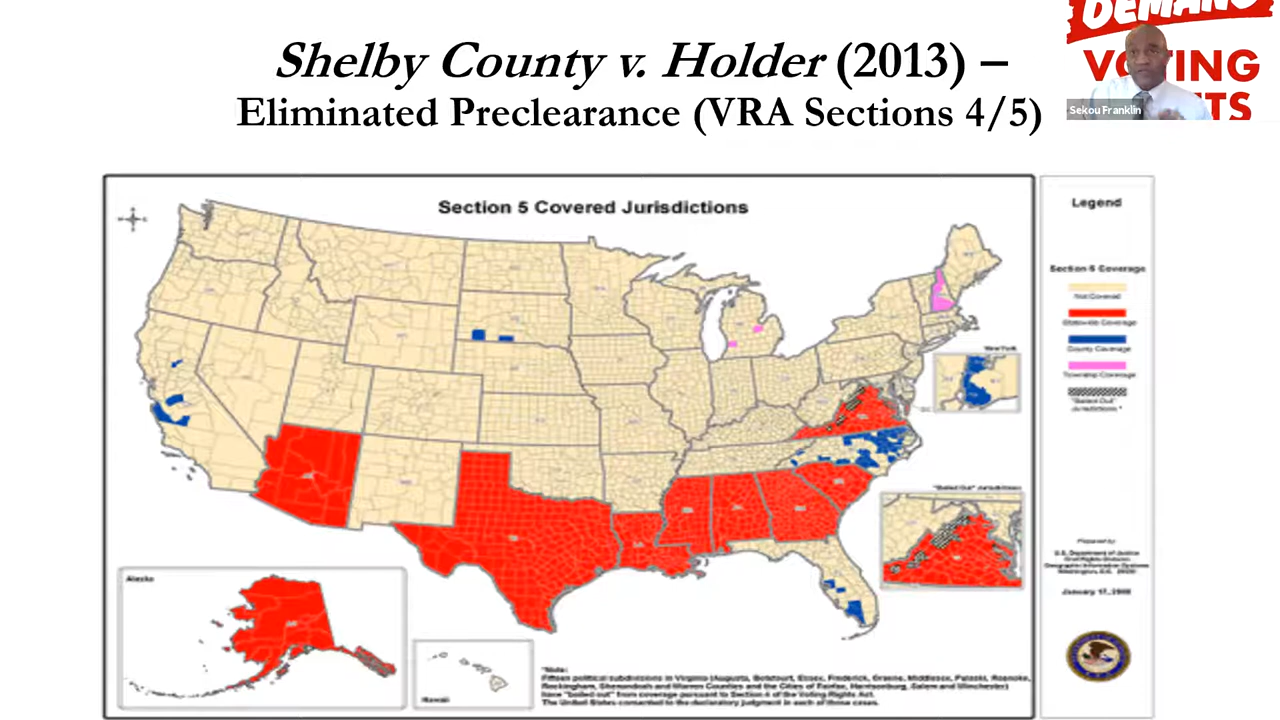 Shelby County v. Holder (2013) –
Eliminated Preclearance (VRA Sections 4/5)
DEMAND
VOTING
Sekou Franklin
Section 5 Covered Jurisdictions
Legend
Section 5 Coverage
Not Covered
Statewide Coverage
County Coverage
Township Coverage
"Bailed Out"
Jurisdictions *
New York
"Bailed Out" Jurisdictions
Prepared by
U.S. Department of Justice
Civil Rights Division
Geographic Information Systems
Washington, D.C.
January 17, 2008
Alaska
Hawaii
*Note:
Fifteen political subdivisions in Virginia (Augusta, Botetourt, Essex, Frederick, Greene, Middlesex, Pulaski, Roanoke,
Rockingham, Shenandoah and Warren Counties and the Cities of Fairfax, Harrisonburg, Salem and Winchester)
have "bailed out" from coverage pursuant to Section 4 of the Voting Rights Act.
The United States consented to the declaratory judgment in each of those cases.